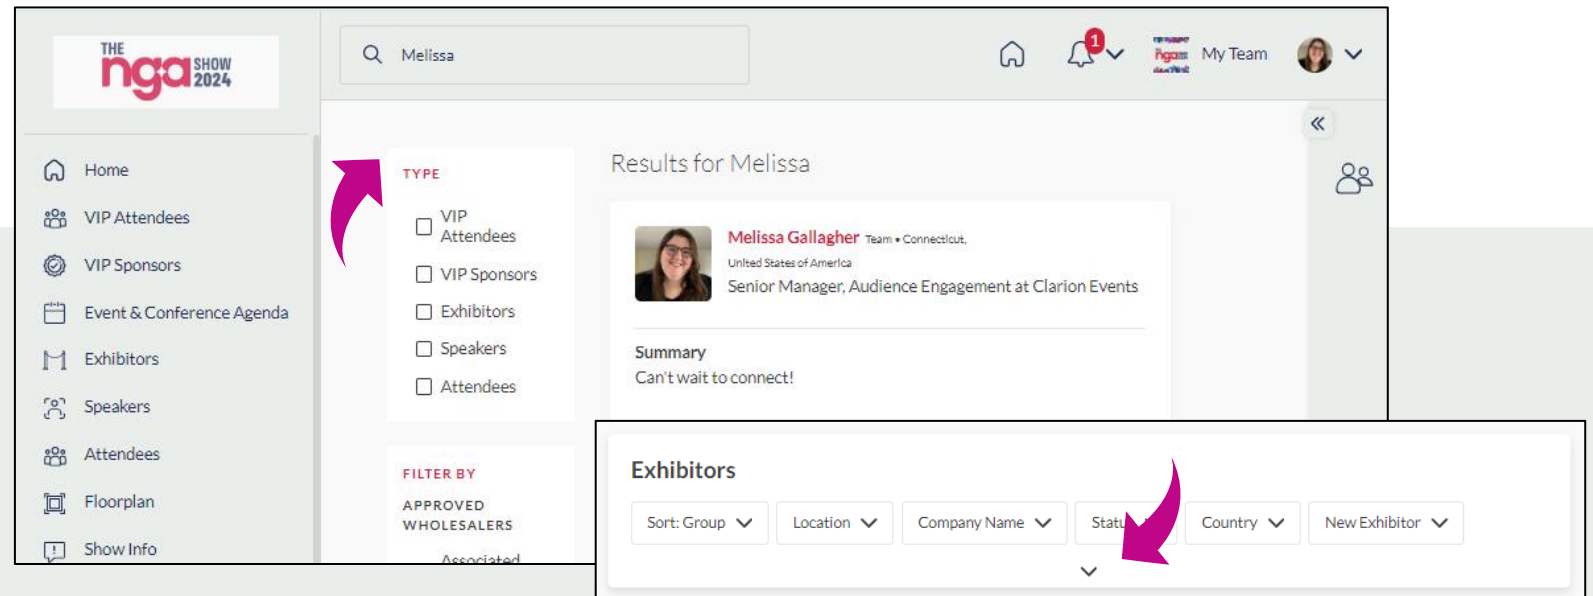 THE
nga SHOW
2024
Melissa
1
nga
My Team
Home
VIP Attendees
VIP Sponsors
Event & Conference Agenda
Exhibitors
Speakers
Attendees
Floorplan
Show Info
TYPE
VIP
Attendees
VIP Sponsors
Exhibitors
Speakers
Attendees
FILTER BY
APPROVED
WHOLESALERS
Associated
Results for Melissa
Melissa Gallagher Team • Connecticut,
United States of America
Senior Manager, Audience Engagement at Clarion Events
Summary
Can't wait to connect!
Exhibitors
Sort: Group
Location
Company Name
Statu
Country
New Exhibitor